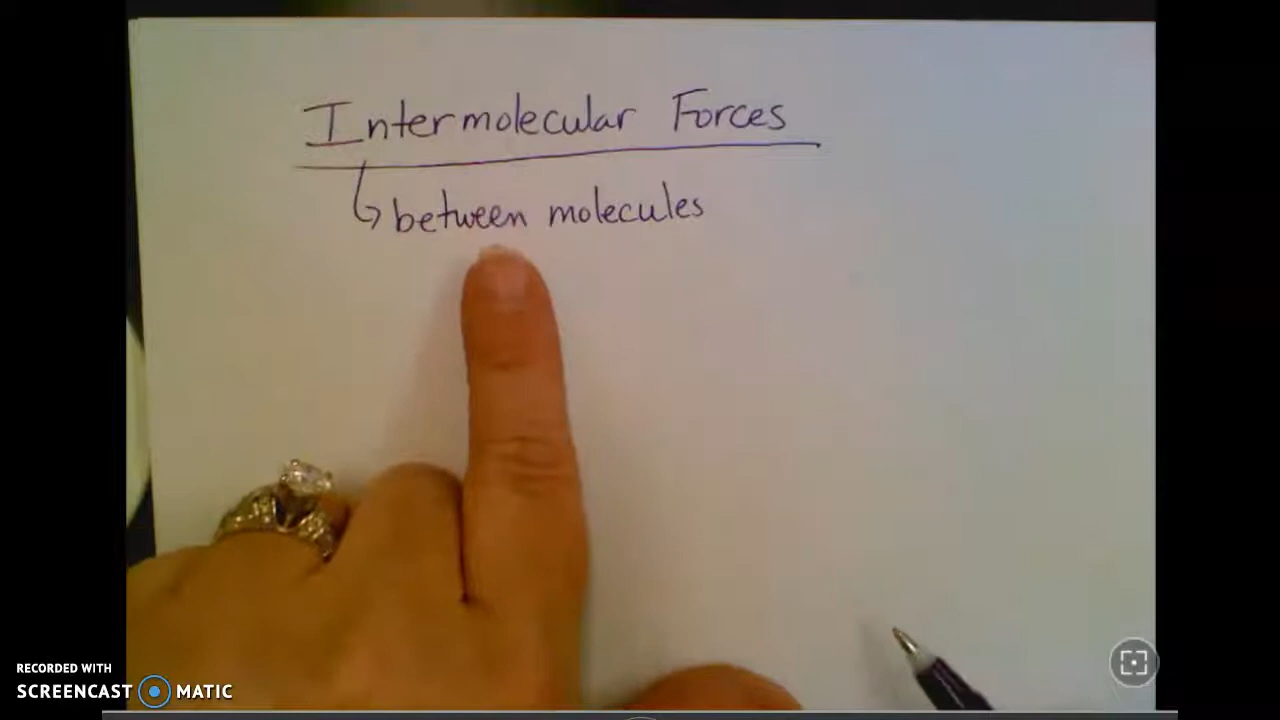 Intermolecular Forces
between molecules
RECORDED WITH
SCREENCAST MATIC